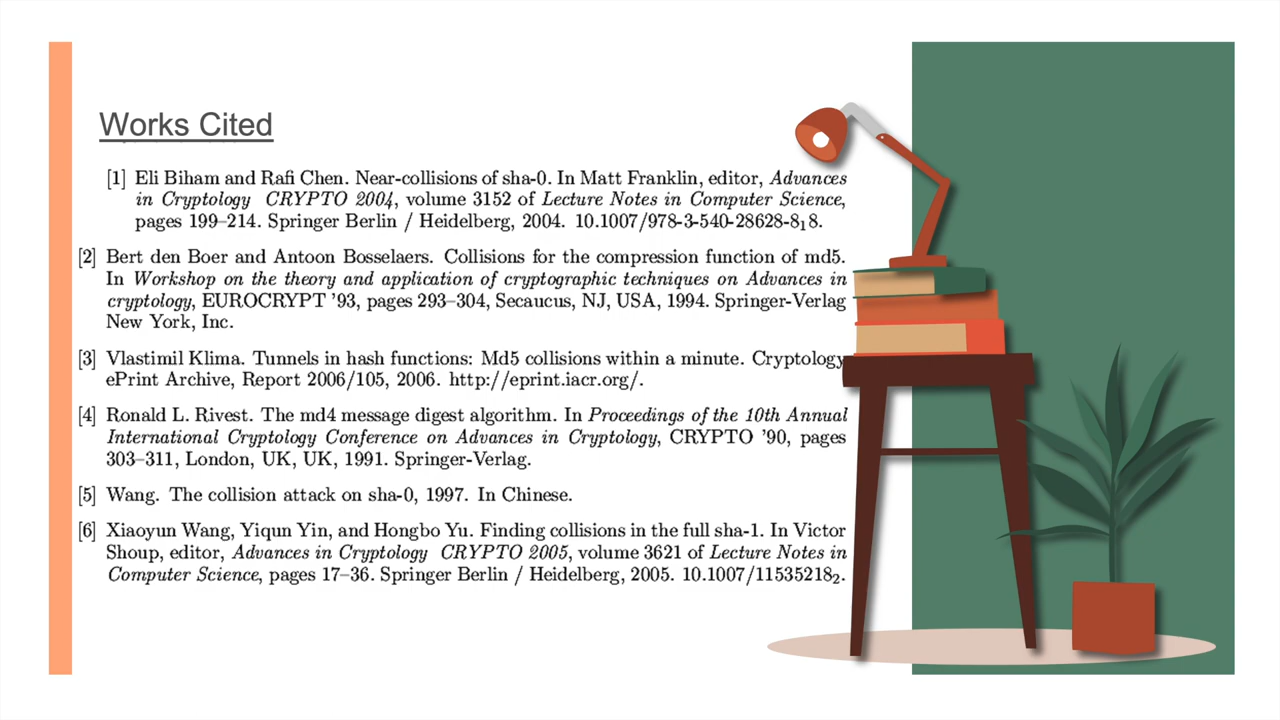 Works Cited
[1] Eli Biham and Rafi Chen. Near-collisions of sha-0. In Matt Franklin, editor, Advances
in Cryptology CRYPTO 2004, volume 3152 of Lecture Notes in Computer Science,
pages 199–214. Springer Berlin / Heidelberg, 2004. 10.1007/978-3-540-28628-8₁8.
[2] Bert den Boer and Antoon Bosselaers. Collisions for the compression function of md5.
In Workshop on the theory and application of cryptographic techniques on Advances in
cryptology, EUROCRYPT '93, pages 293–304, Secaucus, NJ, USA, 1994. Springer-Verlag
New York, Inc.
[3] Vlastimil Klima. Tunnels in hash functions: Md5 collisions within a minute. Cryptology
ePrint Archive, Report 2006/105, 2006. http://eprint.iacr.org/.
[4] Ronald L. Rivest. The md4 message digest algorithm. In Proceedings of the 10th Annual
International Cryptology Conference on Advances in Cryptology, CRYPTO '90, pages
303–311, London, UK, UK, 1991. Springer-Verlag.
[5] Wang. The collision attack on sha-0, 1997. In Chinese.
[6] Xiaoyun Wang, Yiqun Yin, and Hongbo Yu. Finding collisions in the full sha-1. In Victor
Shoup, editor, Advances in Cryptology CRYPTO 2005, volume 3621 of Lecture Notes in
Computer Science, pages 17–36. Springer Berlin / Heidelberg, 2005. 10.1007/11535218₂.